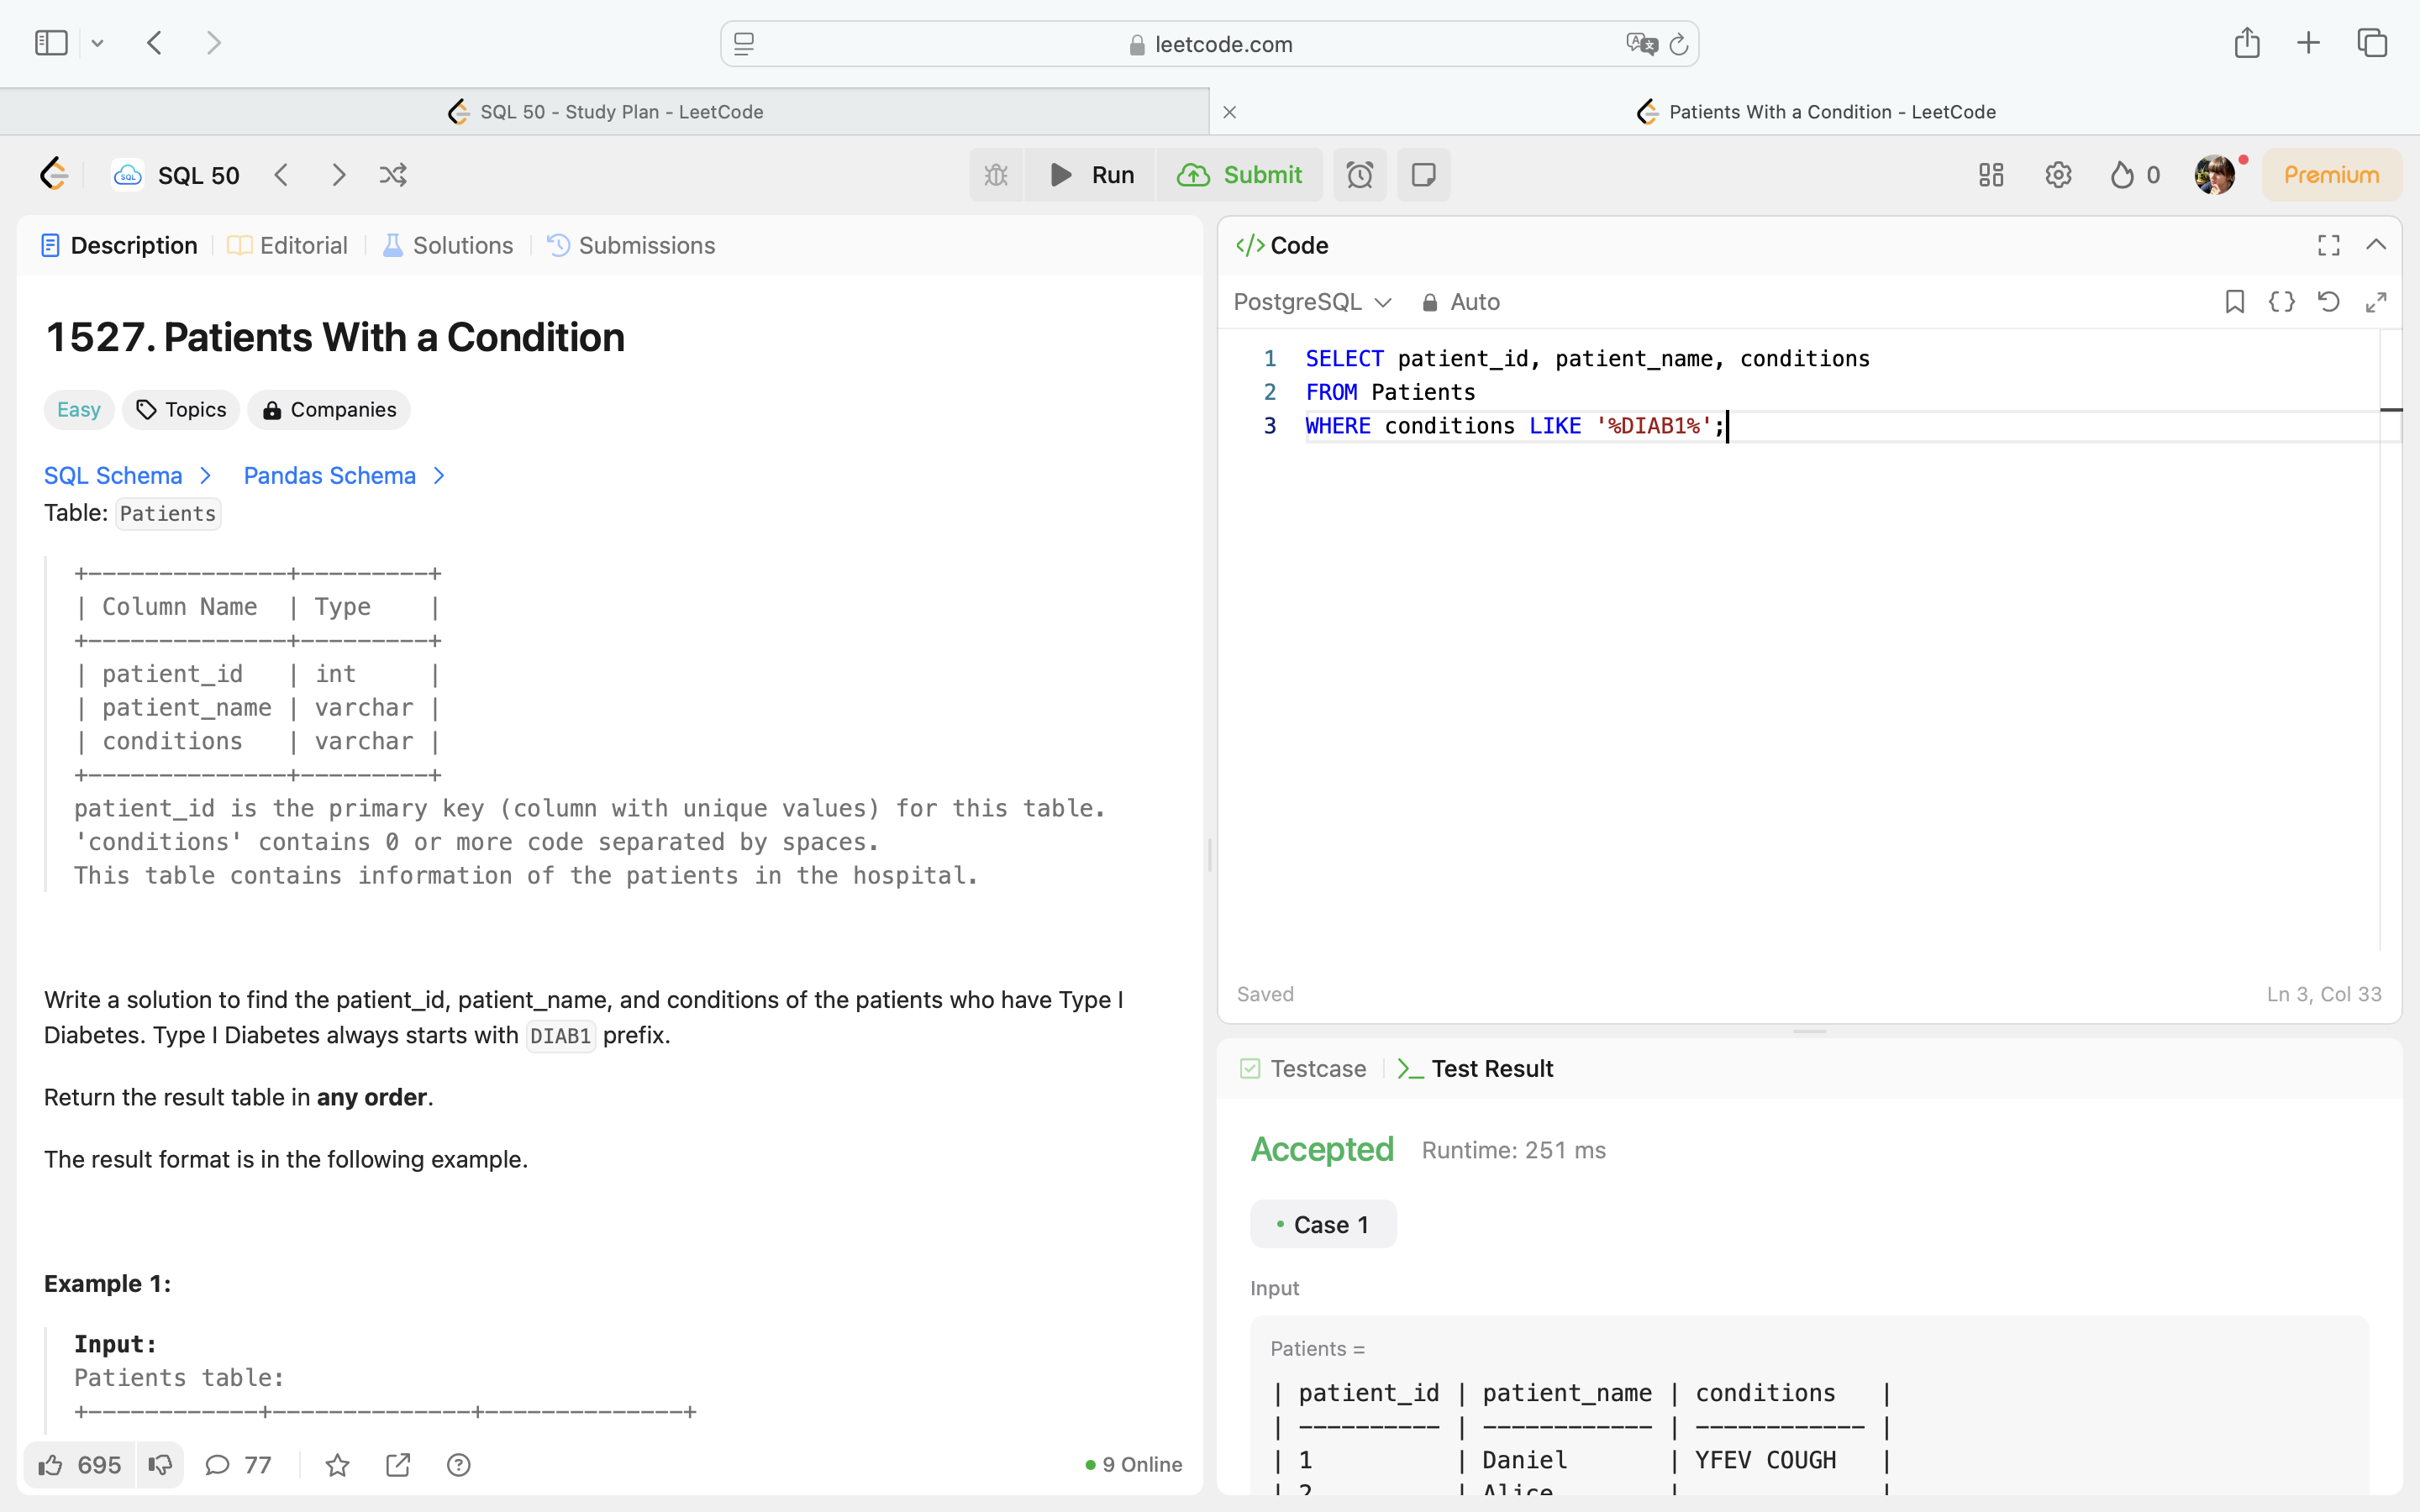 leetcode.com
SQL 50 - Study Plan - LeetCode
Patients With a Condition - LeetCode
SQL 50
Run
Submit
0
Premium
Description
Editorial
Solutions
Submissions
1527. Patients With a Condition
Easy
Topics
Companies
SQL Schema
Pandas Schema
Table: Patients
+--------------+---------+
| Column Name  | Type    |
+--------------+---------+
| patient_id   | int     |
| patient_name | varchar |
| conditions   | varchar |
+--------------+---------+
patient_id is the primary key (column with unique values) for this table.
'conditions' contains 0 or more code separated by spaces.
This table contains information of the patients in the hospital.
Write a solution to find the patient_id, patient_name, and conditions of the patients who have Type I
Diabetes. Type I Diabetes always starts with DIAB1 prefix.
Return the result table in any order.
The result format is in the following example.
Example 1:
Input:
Patients table:
+------------+--------------+--------------+
695
77
9 Online
Code
PostgreSQL
Auto
1 SELECT patient_id, patient_name, conditions
2 FROM Patients
3 WHERE conditions LIKE '%DIAB1%';
Saved
Ln 3, Col 33
Testcase
Test Result
Accepted
Runtime: 251 ms
Case 1
Input
Patients =
| patient_id | patient_name | conditions   |
| ---------- | ------------ | ------------ |
| 1          | Daniel       | YFEV COUGH   |
| 2          | Alice        |              |